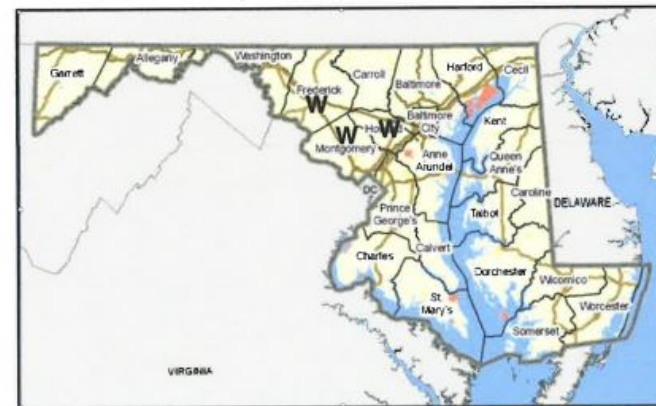 Garrett
Allegany
Washington
Frederick
Carroll
Baltimore
Harford
Cecil
W
W
W
Montgomery
Baltimore
City
Kent
Anne
Arundel
Queen
Anne's
Caroline
DC
Prince
George's
Talbot
DELAWARE
Calvert
Charles
Dorchester
St.
Mary's
Wicomico
Worcester
Somerset
VIRGINIA